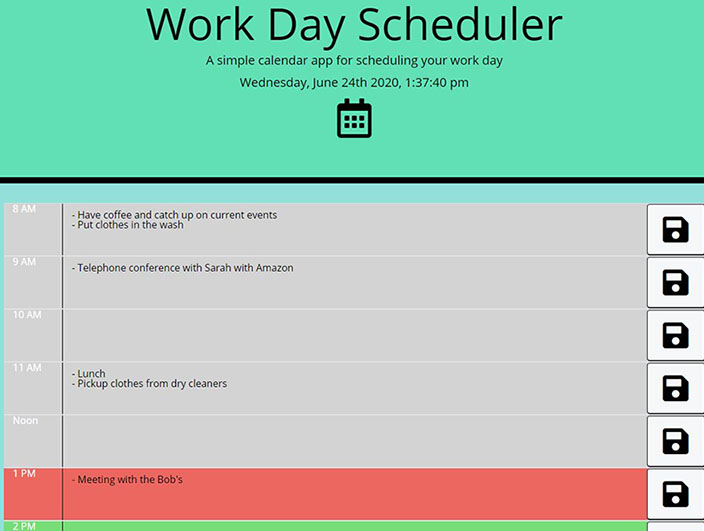 Work Day Scheduler
A simple calendar app for scheduling your work day
Wednesday, June 24th 2020, 1:37:40 pm
8 AM
- Have coffee and catch up on current events
- Put clothes in the wash
9 AM
- Telephone conference with Sarah with Amazon
10 AM
11 AM
- Lunch
- Pickup clothes from dry cleaners
Noon
1 PM
- Meeting with the Bob's
2 PM